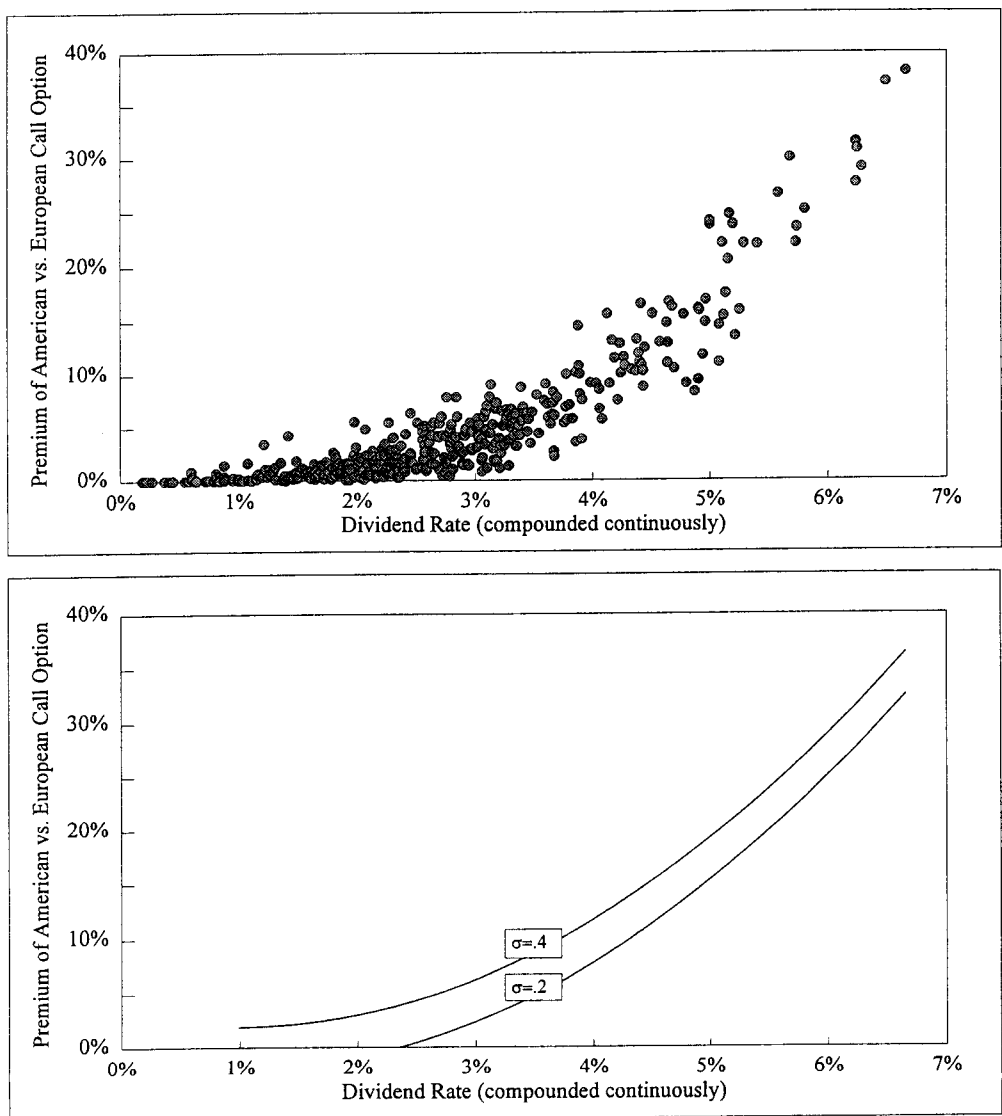 Premium of American vs. European Call Option
40%
30%
20%
10%
0%
0% 1% 2% 3% 4% 5% 6% 7%
Dividend Rate (compounded continuously)
Premium of American vs. European Call Option
40%
30%
20%
10%
0%
σ=.4
σ=.2
0% 1% 2% 3% 4% 5% 6% 7%
Dividend Rate (compounded continuously)